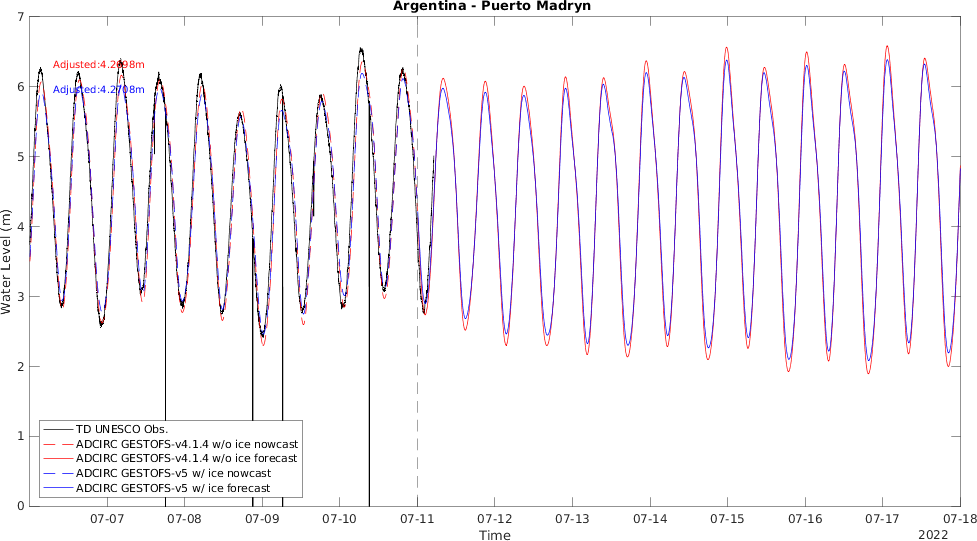 Argentina - Puerto Madryn
7
6
5
4
3
2
1
0
Water Level (m)
Adjusted:4.2098m
Adjusted:4.2708m
TD UNESCO Obs.
ADCIRC GESTOFS-v4.1.4 w/o ice nowcast
ADCIRC GESTOFS-v4.1.4 w/o ice forecast
ADCIRC GESTOFS-v5 w/ ice nowcast
ADCIRC GESTOFS-v5 w/ ice forecast
07-07 07-08 07-09 07-10 07-11 07-12 07-13 07-14 07-15 07-16 07-17 07-18
Time
2022